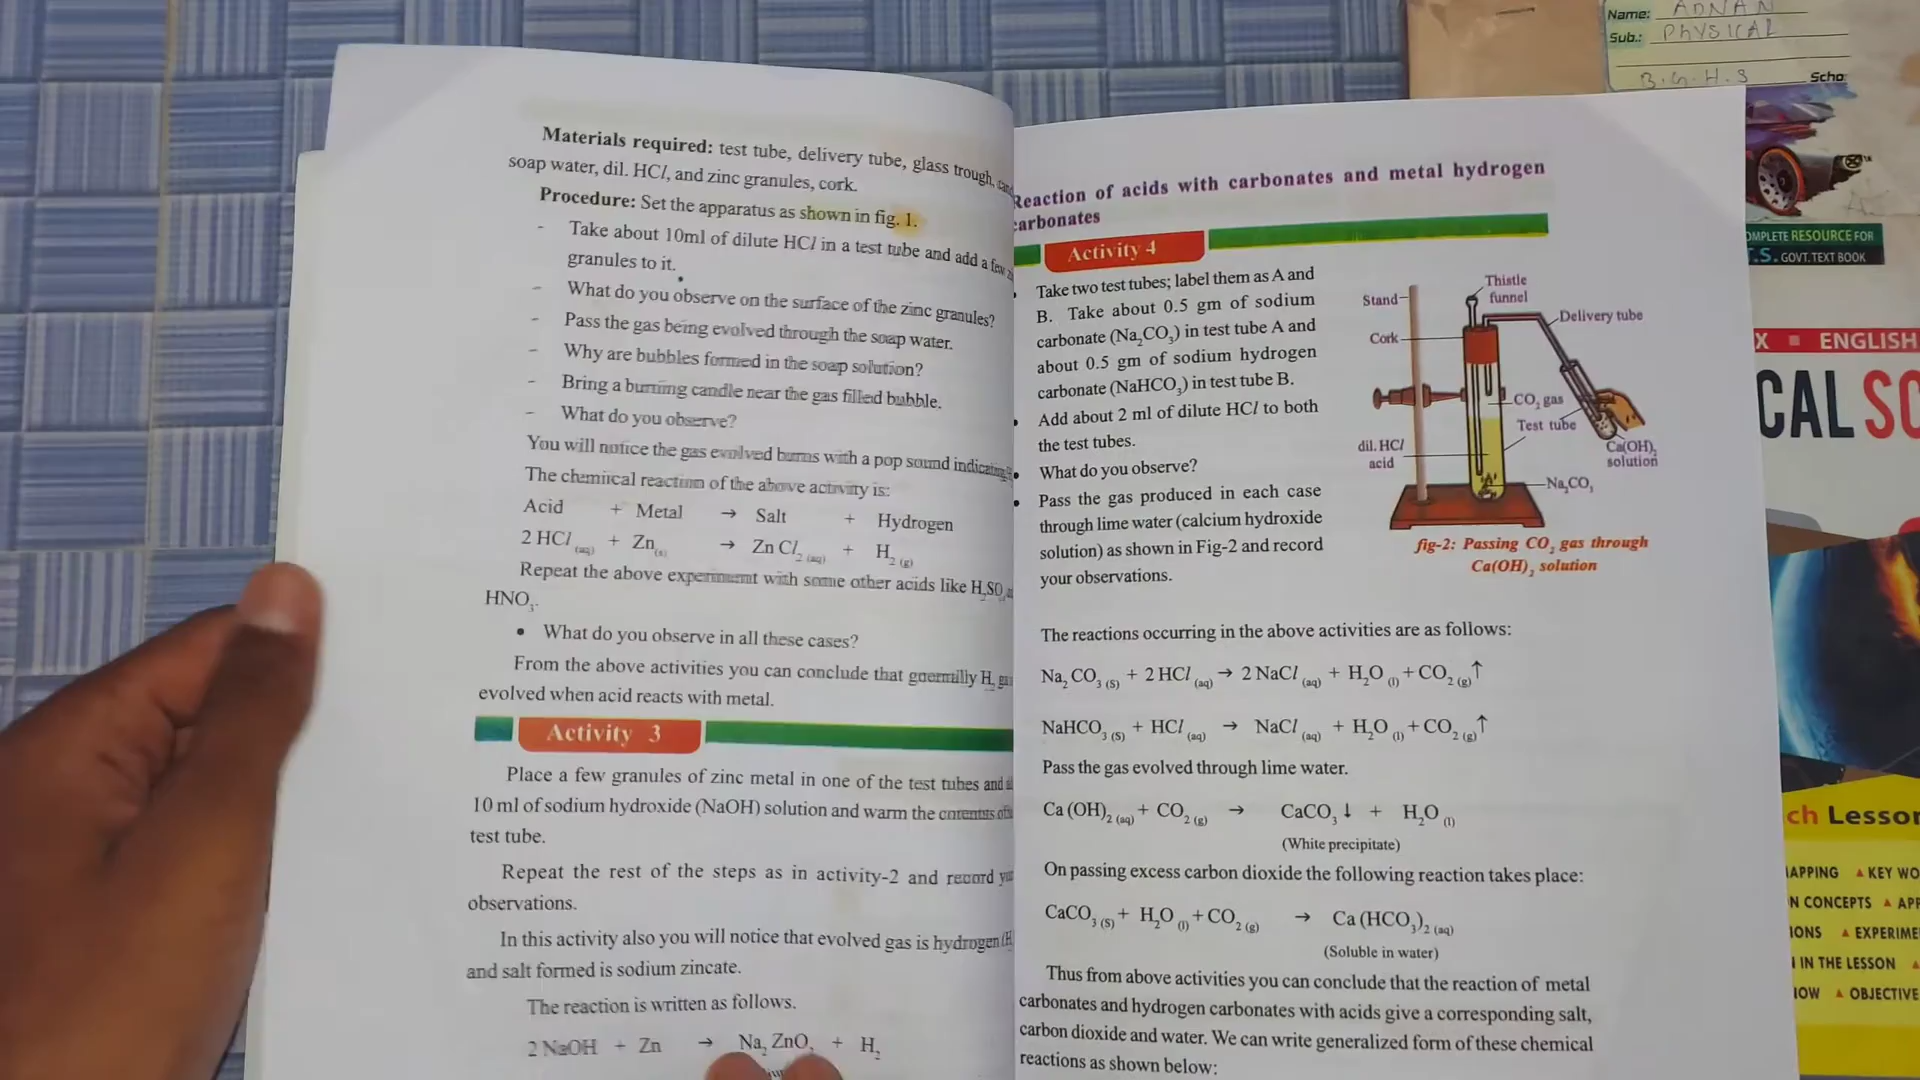 Materials required: test tube, delivery tube, glass trough,
soap water, dil. HCl, and zinc granules, cork.
Procedure: Set the apparatus as shown in fig. 1.
- Take about 10ml of dilute HCl in a test tube and add a few
granules to it.
- What do you observe on the surface of the zinc granules?
- Pass the gas being evolved through the soap water.
- Why are bubbles formed in the soap solution?
- Bring a burning candle near the gas filled bubble.
- What do you observe?
You will notice the gas evolved burns with a pop sound indicating
The chemical reaction of the above activity is:
Acid + Metal → Salt + Hydrogen
2 HCl (aq) + Zn(s) → Zn Cl2 (aq) + H2 (g)
Repeat the above experiment with some other acids like H2SO4
HNO3.
• What do you observe in all these cases?
From the above activities you can conclude that generally H2
evolved when acid reacts with metal.
Activity 3
Place a few granules of zinc metal in one of the test tubes and
10 ml of sodium hydroxide (NaOH) solution and warm the contents of
test tube.
Repeat the rest of the steps as in activity-2 and record
observations.
In this activity also you will notice that evolved gas is hydrogen
and salt formed is sodium zincate.
The reaction is written as follows.
2 NaOH + Zn → Na2 ZnO2 + H2
Reaction of acids with carbonates and metal hydrogen
carbonates
Activity 4
• Take two test tubes; label them as A and
B. Take about 0.5 gm of sodium
carbonate (Na2CO3) in test tube A and
about 0.5 gm of sodium hydrogen
carbonate (NaHCO3) in test tube B.
• Add about 2 ml of dilute HCl to both
the test tubes.
• What do you observe?
• Pass the gas produced in each case
through lime water (calcium hydroxide
solution) as shown in Fig-2 and record
your observations.
Thistle
funnel
Stand
Delivery tube
Cork
CO2 gas
Test tube
dil. HCl
acid
Ca(OH)2
solution
Na2CO3
fig-2: Passing CO2 gas through
Ca(OH)2 solution
The reactions occurring in the above activities are as follows:
Na2 CO3 (S) + 2 HCl (aq) → 2 NaCl (aq) + H2O (l) + CO2 (g)↑
NaHCO3 (S) + HCl (aq) → NaCl (aq) + H2O (l) + CO2 (g)↑
Pass the gas evolved through lime water.
Ca (OH)2 (aq) + CO2 (g) → CaCO3 ↓ + H2O (l)
(White precipitate)
On passing excess carbon dioxide the following reaction takes place:
CaCO3 (S) + H2O (l) + CO2 (g) → Ca (HCO3)2 (aq)
(Soluble in water)
Thus from above activities you can conclude that the reaction of metal
carbonates and hydrogen carbonates with acids give a corresponding salt,
carbon dioxide and water. We can write generalized form of these chemical
reactions as shown below:
Name: ADNAN
Sub.: PHYSICAL
B.G.H.S
OMPLETE RESOURCE FOR
T.S. GOVT. TEXT BOOK
X ▪ ENGLISH
CAL SC
ch Lesson
APPING ▲ KEY WO
N CONCEPTS ▲ APP
IONS ▲ EXPERIME
I IN THE LESSON ▲
OW ▲ OBJECTIVE